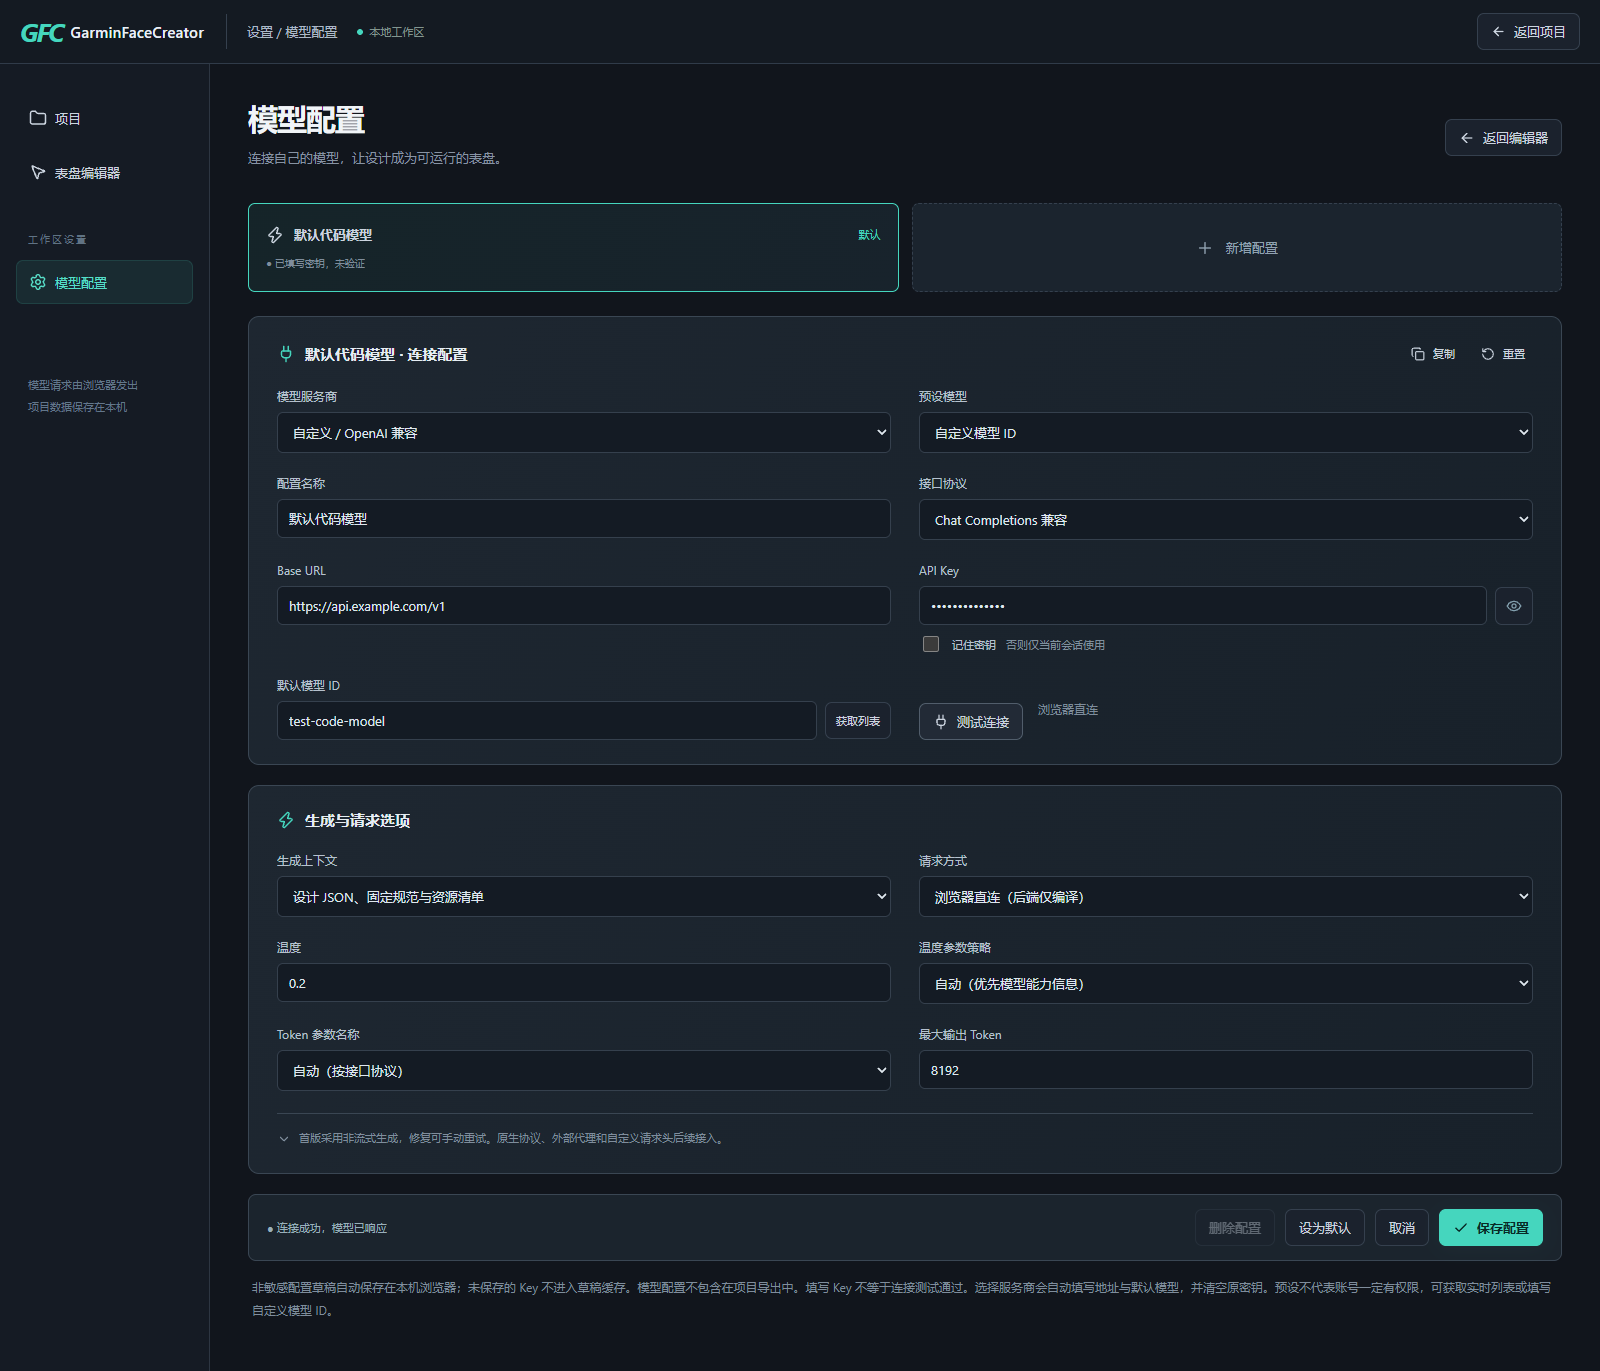 GFC GarminFaceCreator
设置 / 模型配置
本地工作区
返回项目
项目
表盘编辑器
工作区设置
模型配置
模型请求由浏览器发出
项目数据保存在本机
模型配置
连接自己的模型，让设计成为可运行的表盘。
返回编辑器
默认代码模型
默认
已填写密钥，未验证
新增配置
默认代码模型 · 连接配置
复制
重置
模型服务商
预设模型
自定义 / OpenAI 兼容
自定义模型 ID
配置名称
接口协议
默认代码模型
Chat Completions 兼容
Base URL
API Key
https://api.example.com/v1
••••••••••••••
记住密钥 否则仅当前会话使用
默认模型 ID
test-code-model
获取列表
测试连接
浏览器直连
生成与请求选项
生成上下文
请求方式
设计 JSON、固定规范与资源清单
浏览器直连（后端仅编译）
温度
温度参数策略
0.2
自动（优先模型能力信息）
Token 参数名称
最大输出 Token
自动（按接口协议）
8192
首版采用非流式生成，修复可手动重试。原生协议、外部代理和自定义请求头后续接入。
连接成功，模型已响应
删除配置
设为默认
取消
保存配置
非敏感配置草稿自动保存在本机浏览器；未保存的 Key 不进入草稿缓存。模型配置不包含在项目导出中。填写 Key 不等于连接测试通过。选择服务商会自动填写地址与默认模型，并清空原密钥。预设不代表账号一定有权限，可获取实时列表或填写
自定义模型 ID。